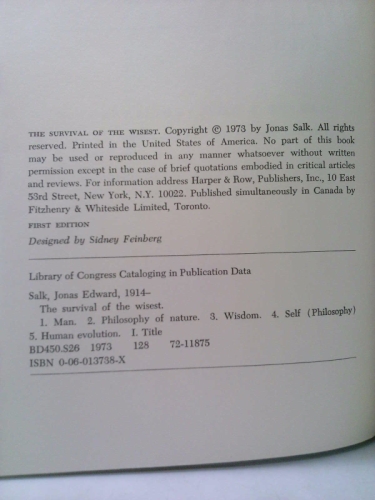 THE SURVIVAL OF THE WISEST. Copyright © 1973 by Jonas Salk. All rights
reserved. Printed in the United States of America. No part of this book
may be used or reproduced in any manner whatsoever without written
permission except in the case of brief quotations embodied in critical articles
and reviews. For information address Harper & Row, Publishers, Inc., 10 East
53rd Street, New York, N.Y. 10022. Published simultaneously in Canada by
Fitzhenry & Whiteside Limited, Toronto.
FIRST EDITION
Designed by Sidney Feinberg
Library of Congress Cataloging in Publication Data
Salk, Jonas Edward, 1914–
The survival of the wisest.
1. Man. 2. Philosophy of nature. 3. Wisdom. 4. Self (Philosophy)
5. Human evolution. I. Title
BD450.S26 1973 128 72-11875
ISBN 0-06-013738-X